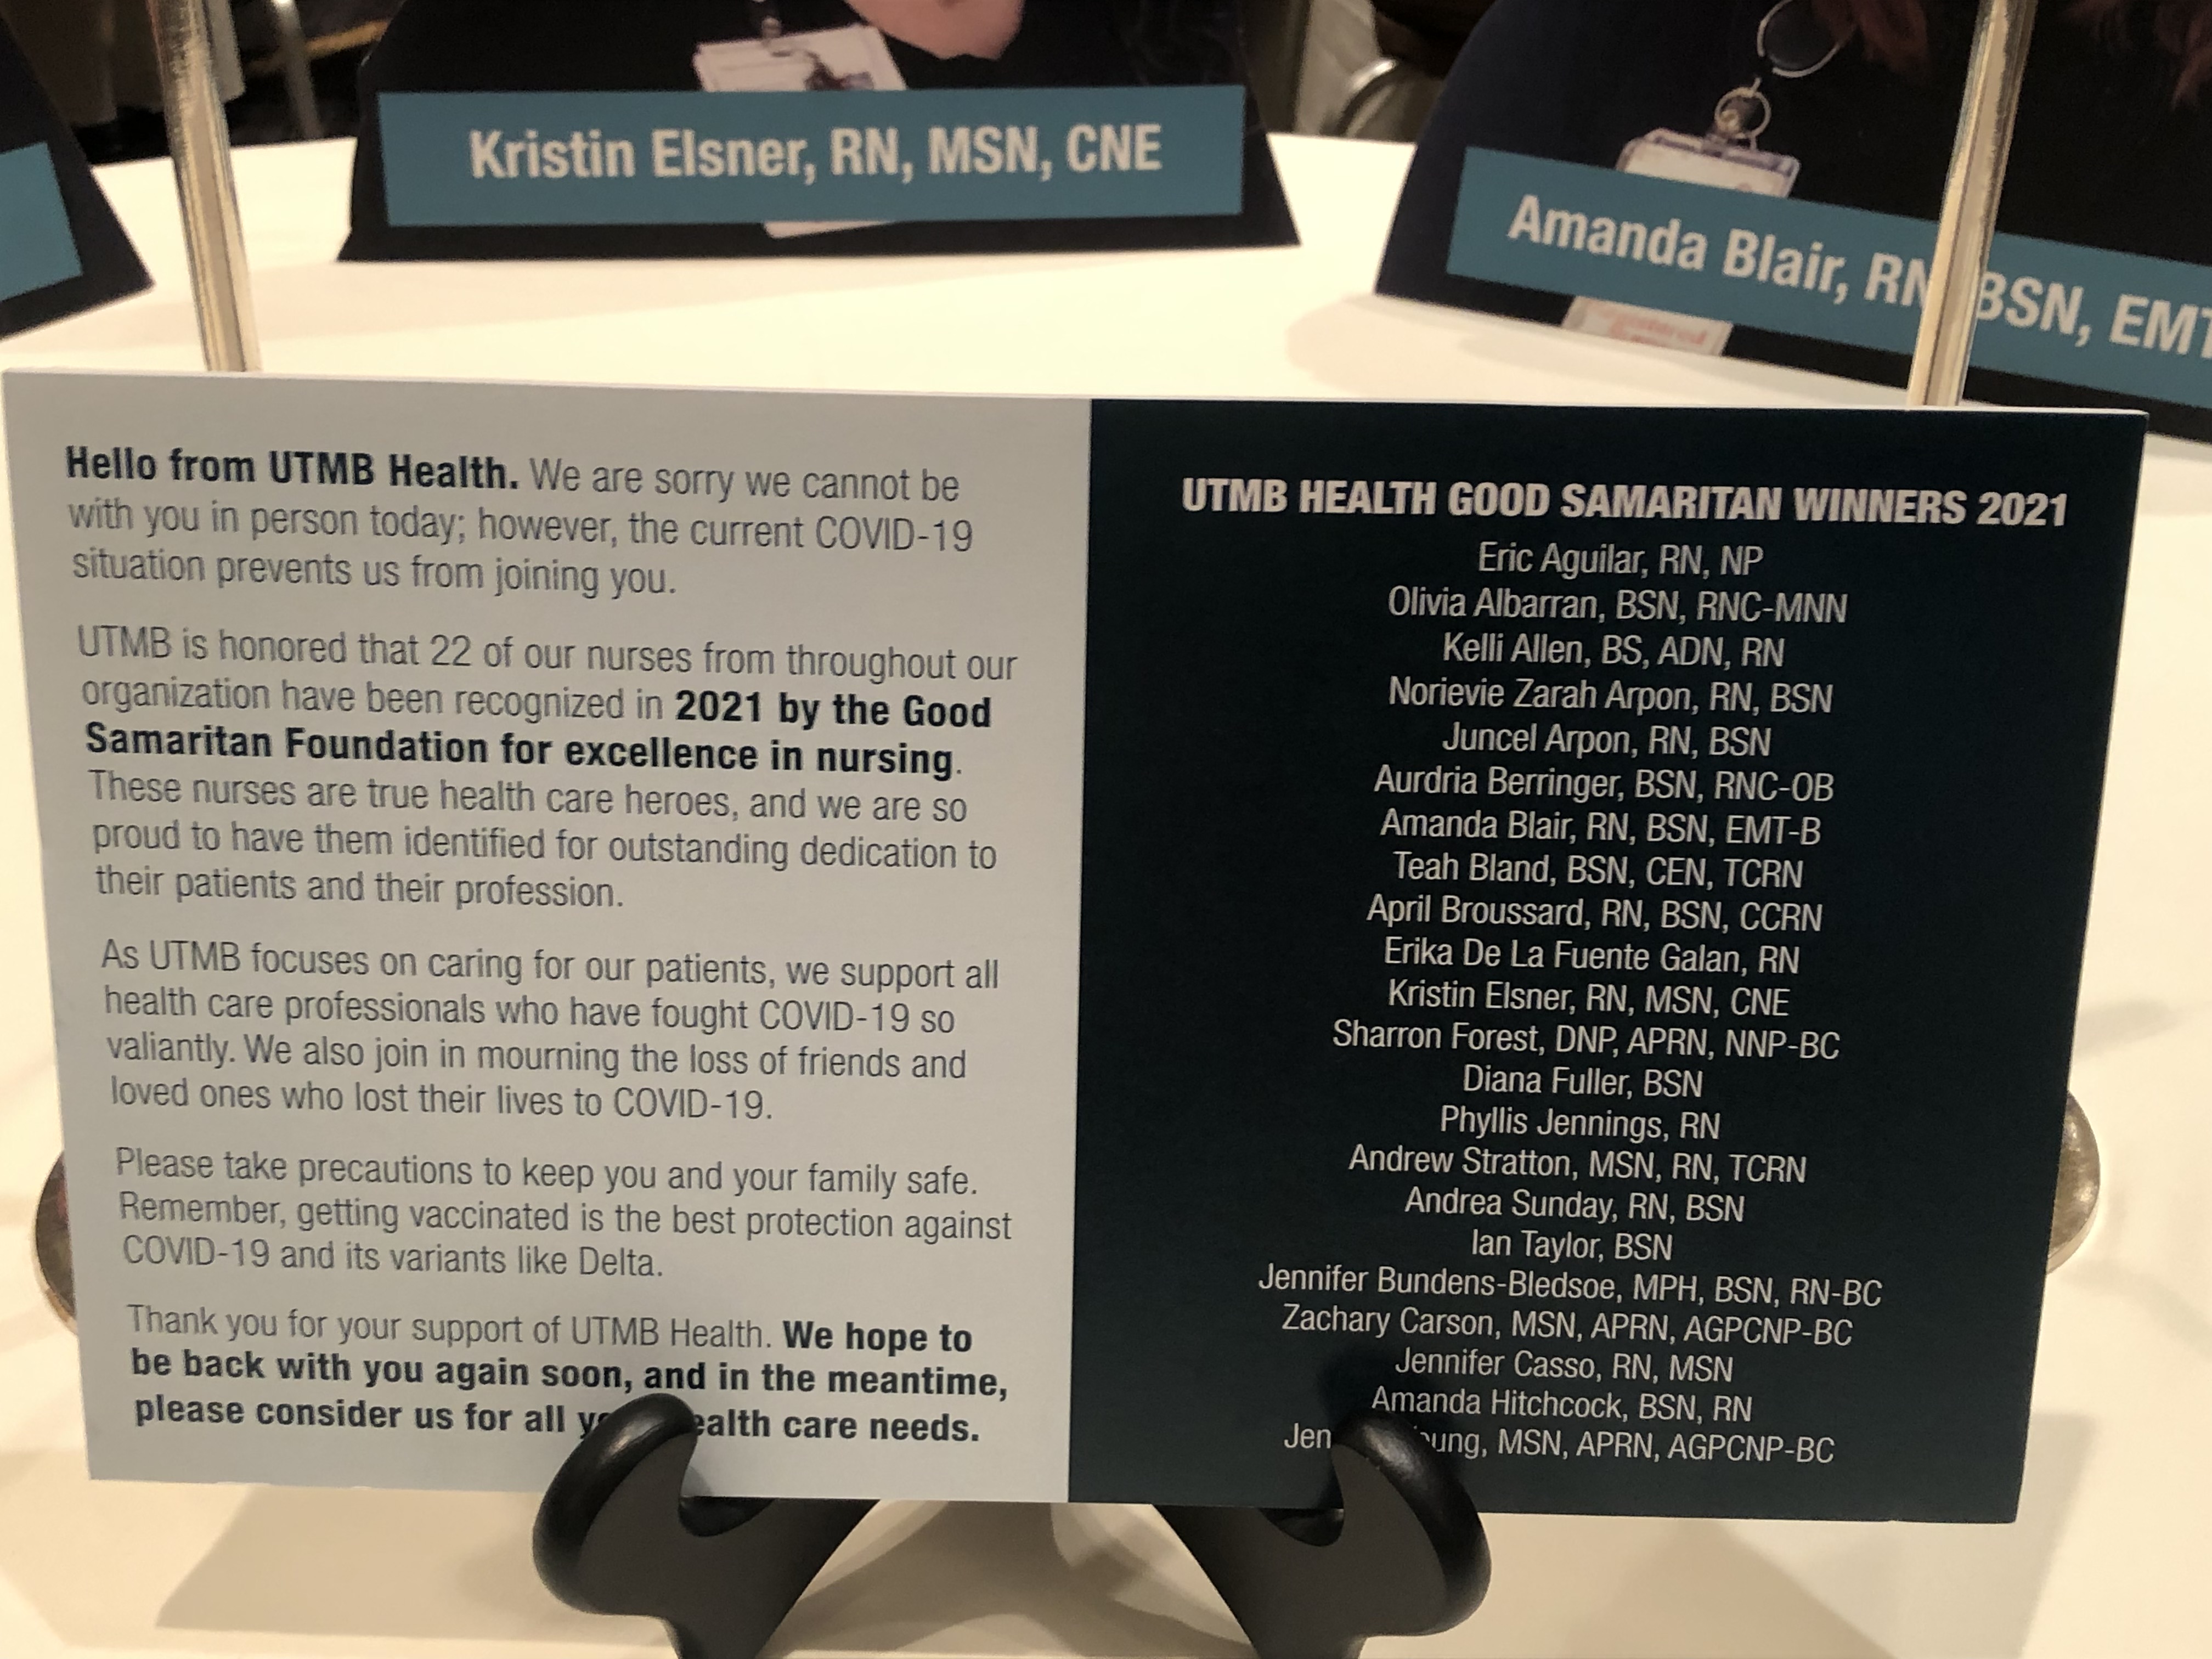 Kristin Elsner, RN, MSN, CNE
Amanda Blair, RN BSN,
Hello from UTMB Health. We are sorry we cannot be
with you in person today; however, the current COVID-19
situation prevents us from joining you.
UTMB is honored that 22 of our nurses from throughout our
organization have been recognized in 2021 by the Good
Samaritan Foundation for excellence in nursing.
These nurses are true health care heroes, and we are so
proud to have them identified for outstanding dedication to
their patients and their profession.
As UTMB focuses on caring for our patients, we support all
health care professionals who have fought COVID-19 so
valiantly. We also join in mourning the loss of friends and
loved ones who lost their lives to COVID-19.
Please take precautions to keep you and your family safe.
Remember, getting vaccinated is the best protection against
COVID-19 and its variants like Delta.
Thank you for your support of UTMB Health. We hope to
be back with you again soon, and in the meantime,
please consider us for all care needs.
UTMB HEALTH GOOD SAMARITAN WINNERS 2021
Eric Aguilar, RN, NP
Olivia Albarran, BSN, RNC-MNN
Kelli Allen, BS, ADN, RN
Norievie Zarah Arpon, RN, BSN
Juncel Arpon, RN, BSN
Aurdria Berringer, BSN, RNC-OB
Amanda Blair, RN, BSN, EMT-B
Teah Bland, BSN, CEN, TCRN
April Broussard, RN, BSN, CCRN
Erika De La Fuente Galan, RN
Kristin Elsner, RN, MSN, CNE
Sharron Forest, DNP, APRN, NNP-BC
Diana Fuller, BSN
Phyllis Jennings, RN
Andrew Stratton, MSN, RN, TCRN
Andrea Sunday, RN, BSN
Ian Taylor, BSN
Jennifer Bundens-Bledsoe, MPH, BSN, RN-BC
Zachary Carson, MSN, APRN, AGPCNP-BC
Jennifer Casso, RN, MSN
Amanda Hitchcock, BSN, RN
MSN, APRN, AGPCNP-BC